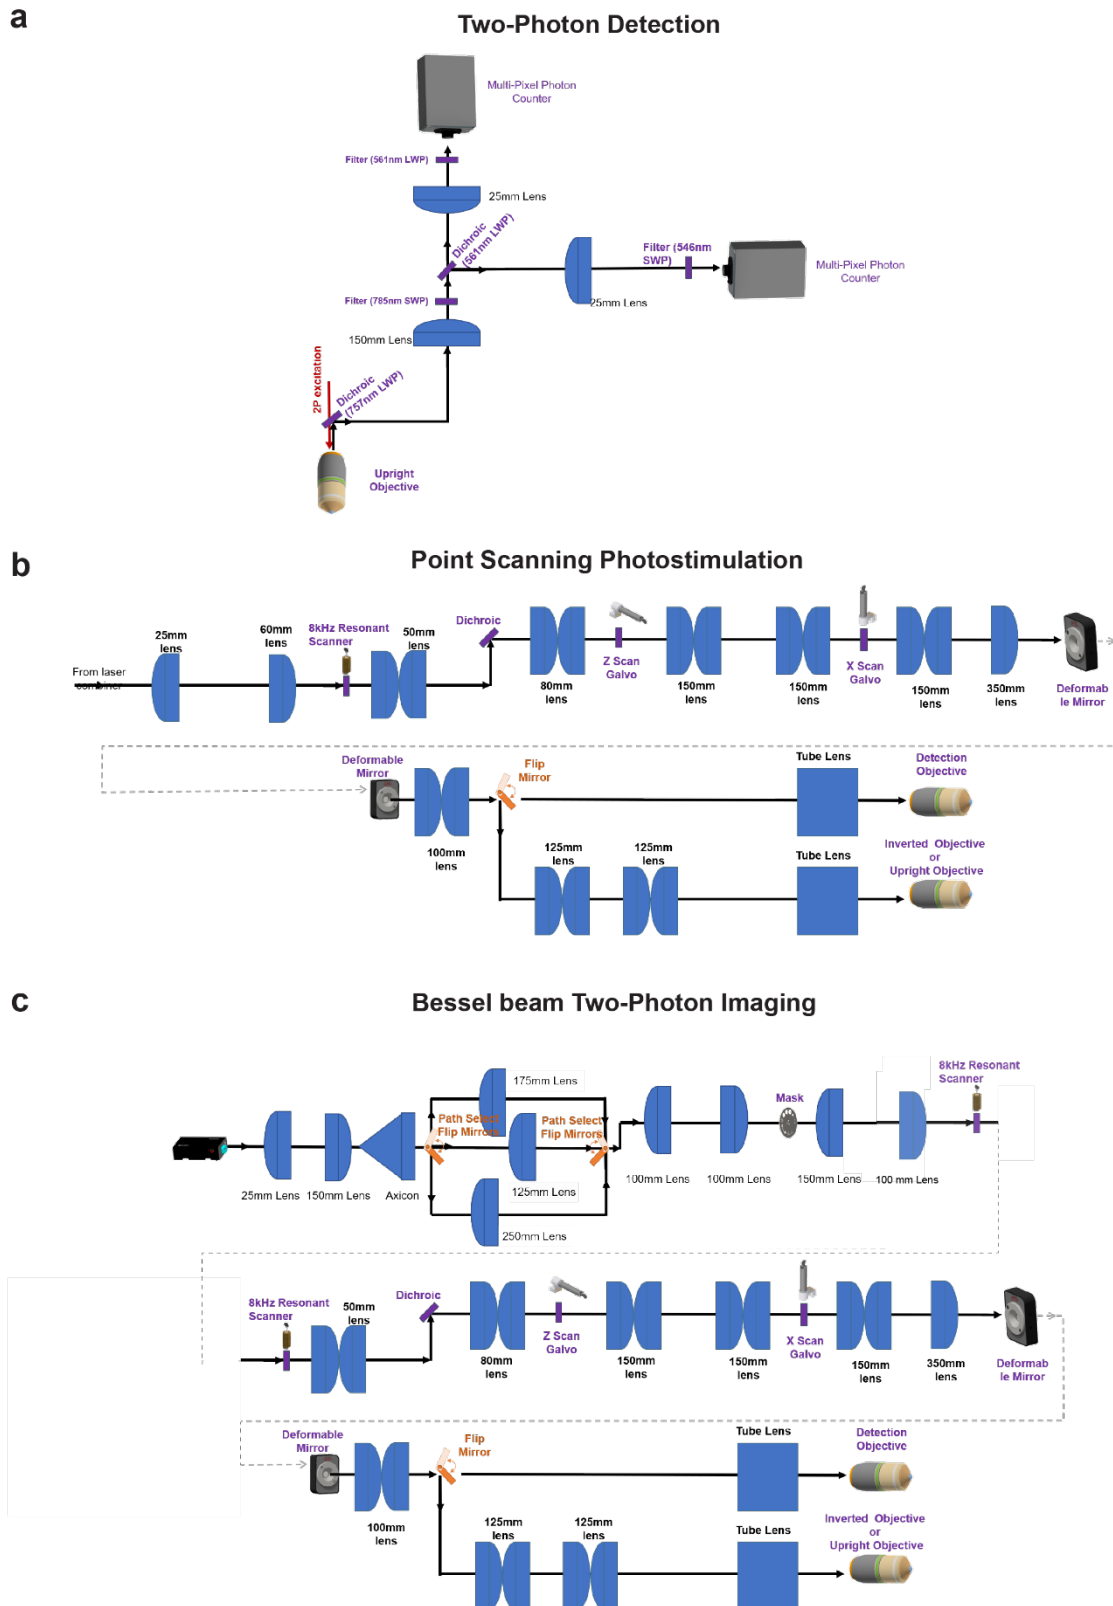 a
Two-Photon Detection
Multi-Pixel Photon
Counter
Filter (561nm LWP)
25mm Lens
Dichroic
(561nm LWP)
Filter (546nm
SWP)
Multi-Pixel Photon
Counter
25mm Lens
Filter (785nm SWP)
150mm Lens
2P excitation
Dichroic
(757nm LWP)
Upright
Objective
b
Point Scanning Photostimulation
From laser
combiner
25mm
lens
60mm
lens
8kHz Resonant
Scanner
50mm
lens
Dichroic
80mm
lens
Z Scan
Galvo
150mm
lens
150mm
lens
X Scan
Galvo
150mm
lens
350mm
lens
Deformab
le Mirror
Deformable
Mirror
100mm
lens
Flip
Mirror
Tube Lens
Detection
Objective
125mm
lens
125mm
lens
Tube Lens
Inverted Objective
or
Upright Objective
c
Bessel beam Two-Photon Imaging
25mm Lens
150mm Lens
Axicon
175mm Lens
Path Select
Flip Mirrors
Path Select
Flip Mirrors
125mm Lens
250mm Lens
100mm Lens
100mm Lens
Mask
150mm Lens
100 mm Lens
8kHz Resonant
Scanner
8kHz Resonant
Scanner
50mm
lens
Dichroic
80mm
lens
Z Scan
Galvo
150mm
lens
150mm
lens
X Scan
Galvo
150mm
lens
350mm
lens
Deformab
le Mirror
Deformable
Mirror
100mm
lens
Flip
Mirror
Tube Lens
Detection
Objective
125mm
lens
125mm
lens
Tube Lens
Inverted Objective
or
Upright Objective